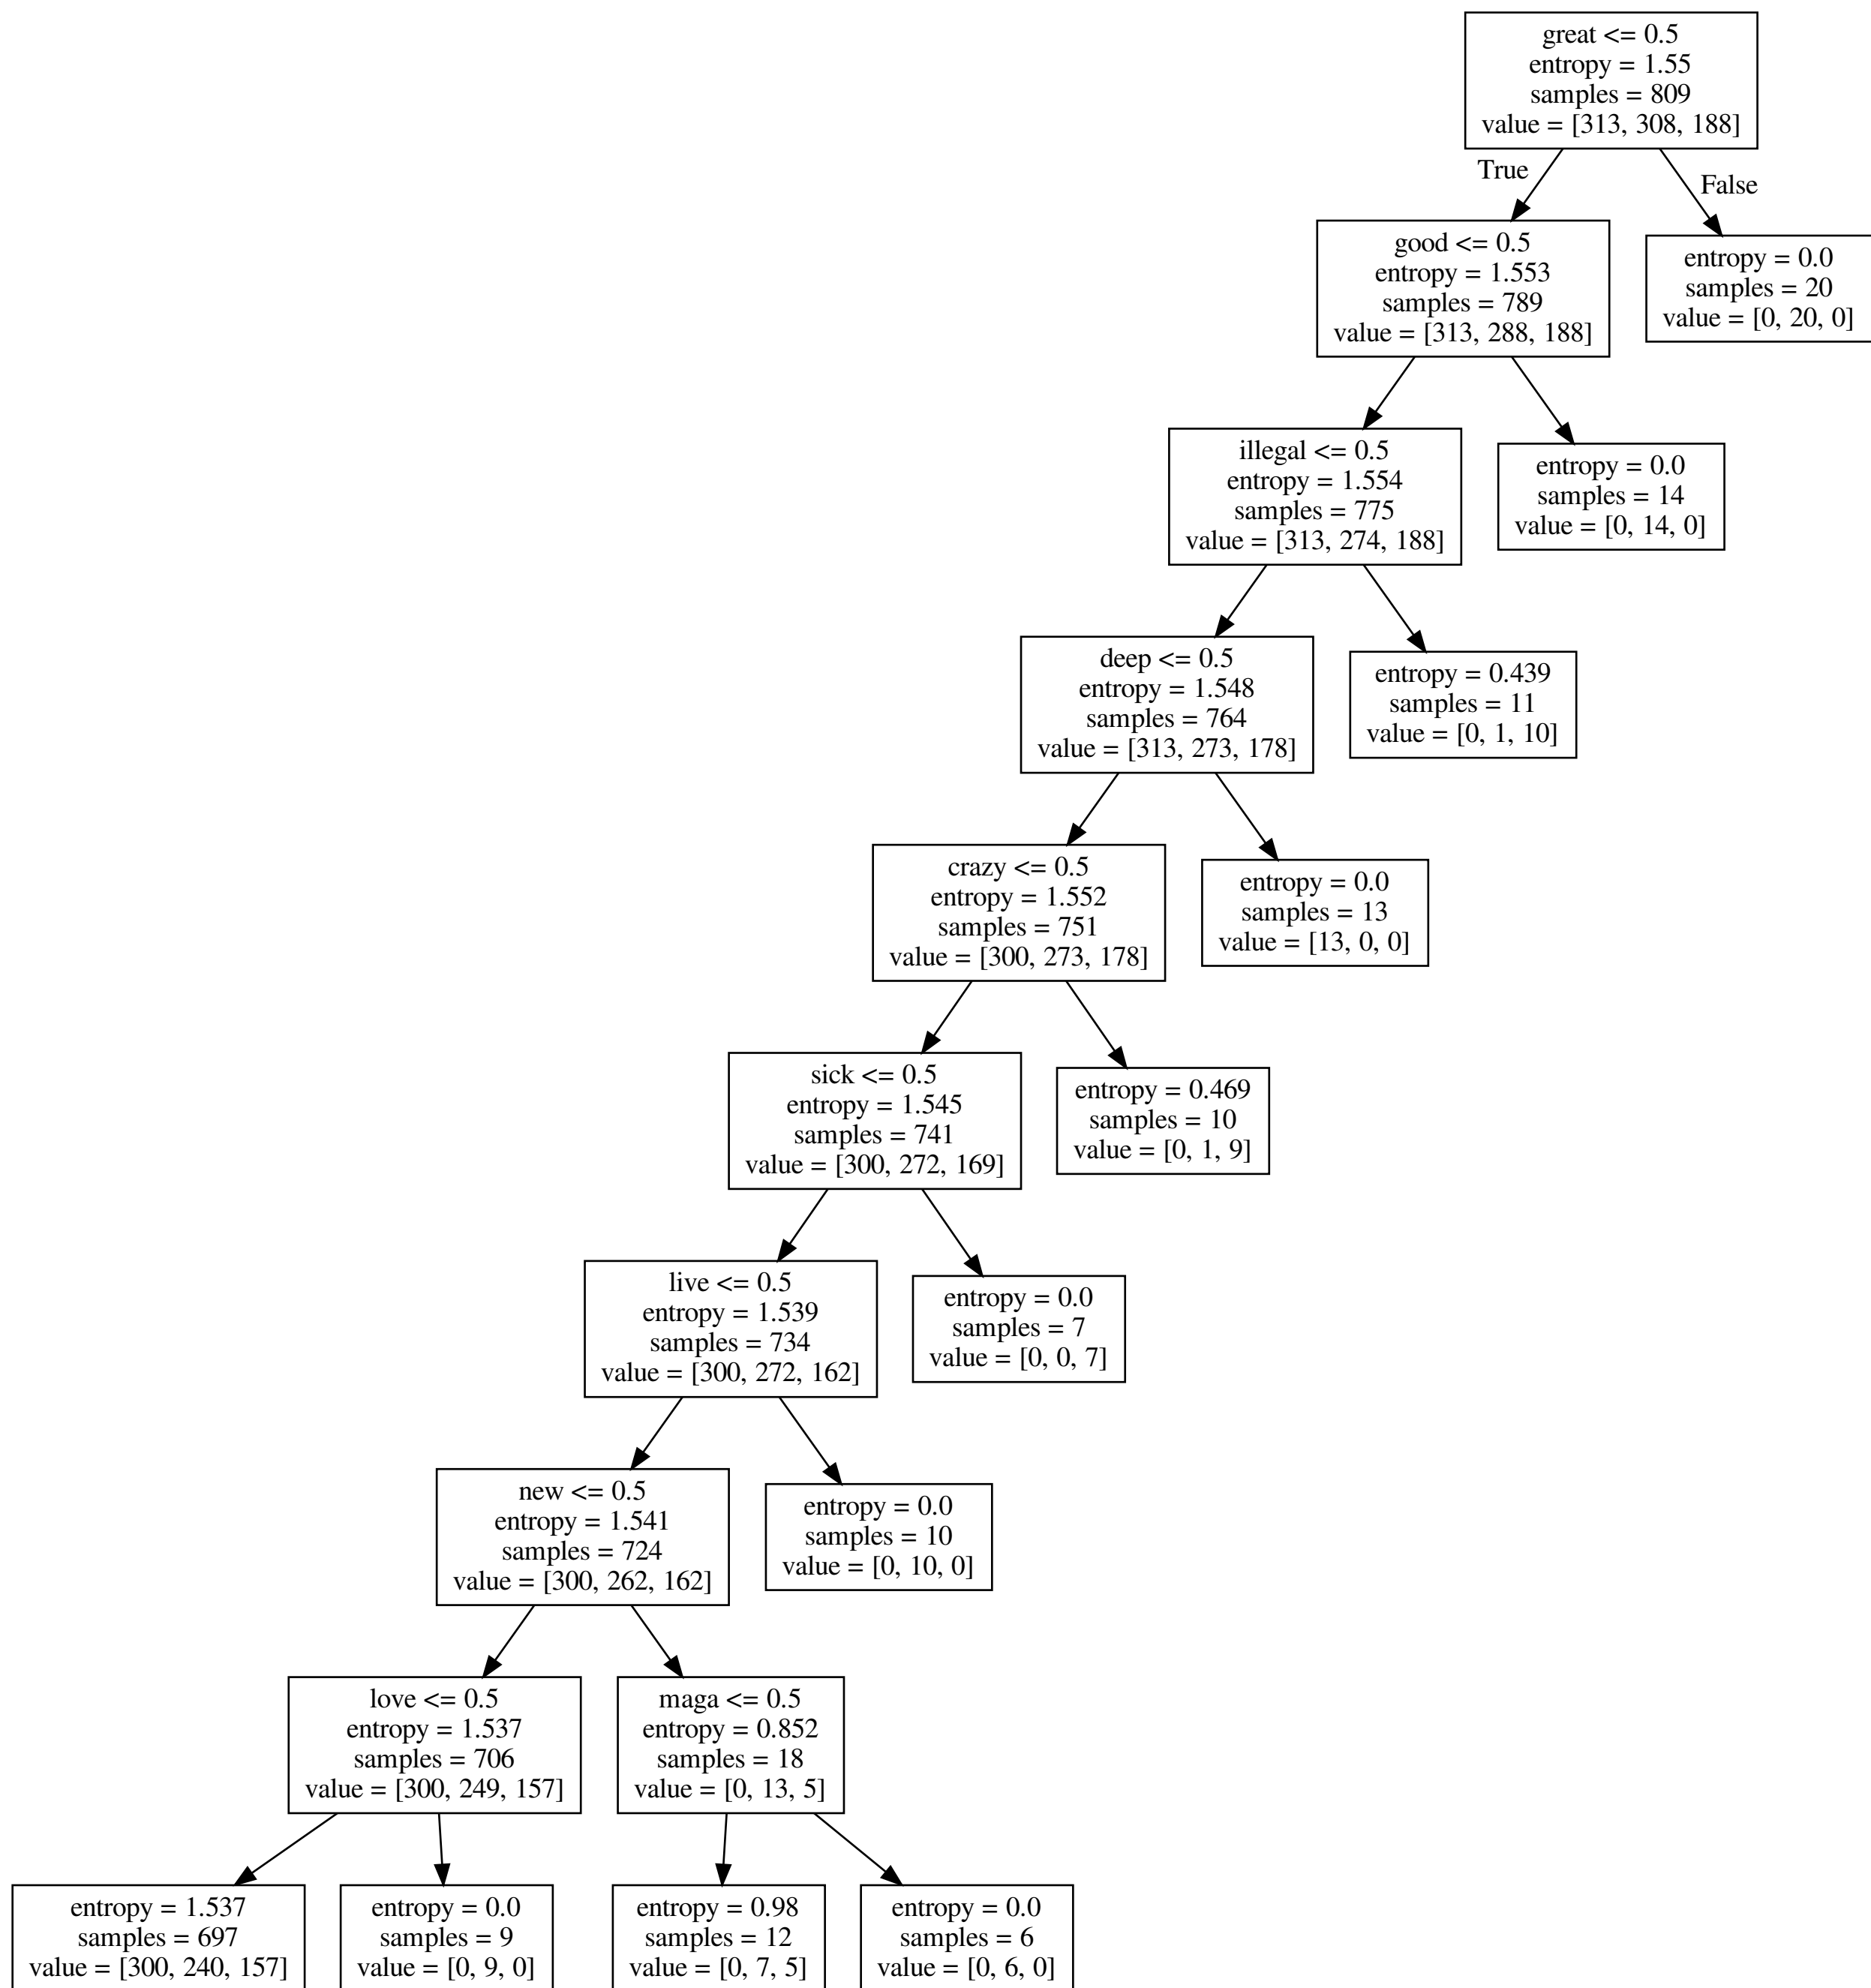 great <= 0.5
entropy = 1.55
samples = 809
value = [313, 308, 188]
True
False
good <= 0.5
entropy = 1.553
samples = 789
value = [313, 288, 188]
entropy = 0.0
samples = 20
value = [0, 20, 0]
illegal <= 0.5
entropy = 1.554
samples = 775
value = [313, 274, 188]
entropy = 0.0
samples = 14
value = [0, 14, 0]
deep <= 0.5
entropy = 1.548
samples = 764
value = [313, 273, 178]
entropy = 0.439
samples = 11
value = [0, 1, 10]
crazy <= 0.5
entropy = 1.552
samples = 751
value = [300, 273, 178]
entropy = 0.0
samples = 13
value = [13, 0, 0]
sick <= 0.5
entropy = 1.545
samples = 741
value = [300, 272, 169]
entropy = 0.469
samples = 10
value = [0, 1, 9]
live <= 0.5
entropy = 1.539
samples = 734
value = [300, 272, 162]
entropy = 0.0
samples = 7
value = [0, 0, 7]
new <= 0.5
entropy = 1.541
samples = 724
value = [300, 262, 162]
entropy = 0.0
samples = 10
value = [0, 10, 0]
love <= 0.5
entropy = 1.537
samples = 706
value = [300, 249, 157]
maga <= 0.5
entropy = 0.852
samples = 18
value = [0, 13, 5]
entropy = 1.537
samples = 697
value = [300, 240, 157]
entropy = 0.0
samples = 9
value = [0, 9, 0]
entropy = 0.98
samples = 12
value = [0, 7, 5]
entropy = 0.0
samples = 6
value = [0, 6, 0]